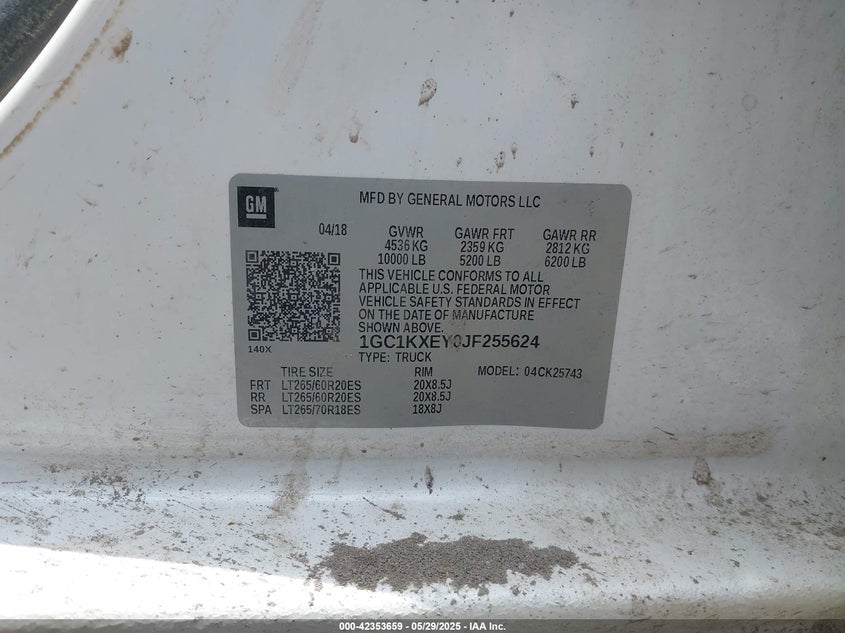 GM
MFD BY GENERAL MOTORS LLC
04/18 GVWR GAWR FRT GAWR RR
4536 KG 2359 KG 2812 KG
10000 LB 5200 LB 6200 LB
THIS VEHICLE CONFORMS TO ALL
APPLICABLE U.S. FEDERAL MOTOR
VEHICLE SAFETY STANDARDS IN EFFECT
ON THE DATE OF MANUFACTURE
SHOWN ABOVE.
140X
1GC1KXEY0JF255624
TYPE: TRUCK
TIRE SIZE RIM MODEL: 04CK25743
FRT LT265/60R20ES 20X8.5J
RR LT265/60R20ES 20X8.5J
SPA LT265/70R18ES 18X8J
000-42353659 - 05/29/2025 - IAA Inc.